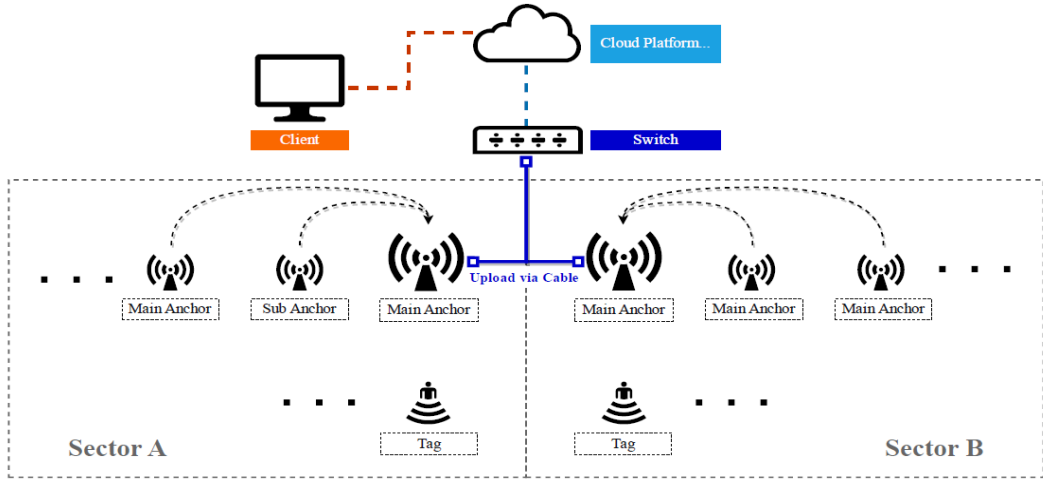 Cloud Platform...
Client
Switch
Upload via Cable
Main Anchor
Sub Anchor
Main Anchor
Main Anchor
Main Anchor
Main Anchor
Tag
Tag
Sector A
Sector B